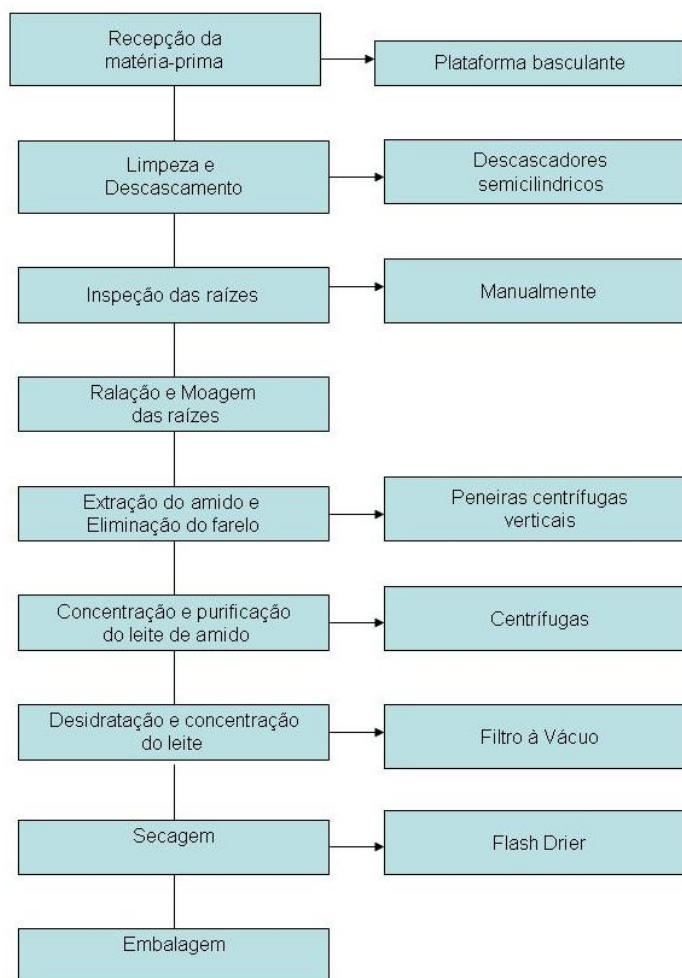 Recepção da
matéria-prima
Plataforma basculante
Limpeza e
Descascamento
Descascadores
semicilindricos
Inspeção das raízes
Manualmente
Ralação e Moagem
das raízes
Extração do amido e
Eliminação do farelo
Peneiras centrífugas
verticais
Concentração e purificação
do leite de amido
Centrífugas
Desidratação e concentração
do leite
Filtro à Vácuo
Secagem
Flash Drier
Embalagem